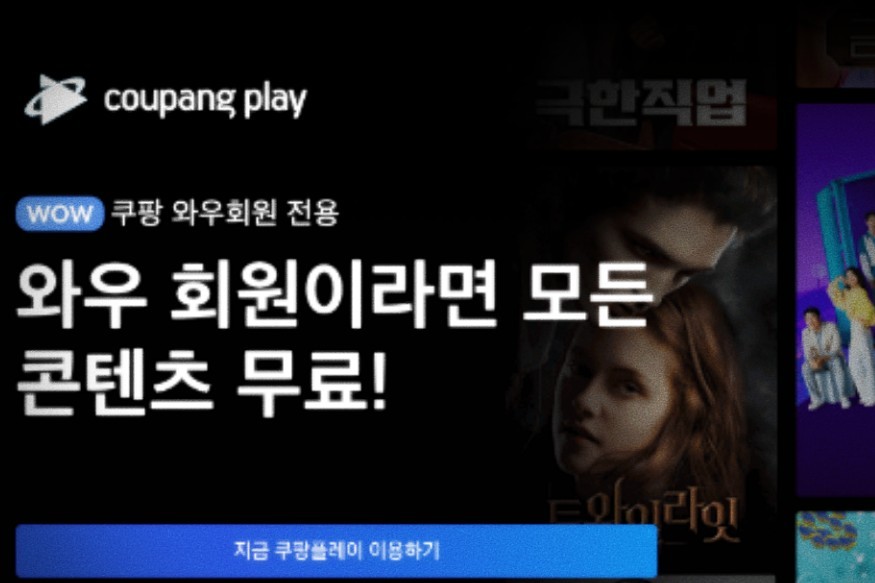 극한직업
coupang play
WOW 쿠팡 와우회원 전용
와우 회원이라면 모든
콘텐츠 무료!
트와일라잇
지금 쿠팡플레이 이용하기